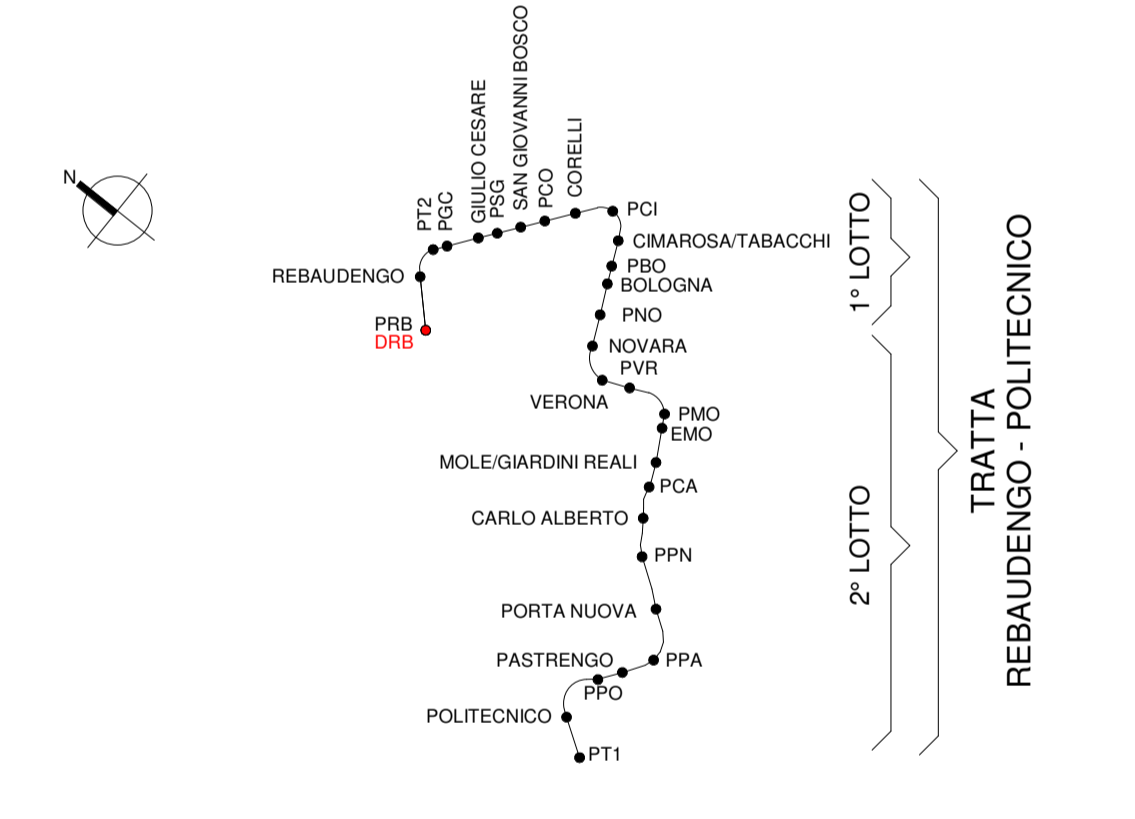 N
PT2
PGC
GIULIO CESARE
PSG
SAN GIOVANNI BOSCO
PCO
CORELLI
PCI
CIMAROSA/TABACCHI
REBAUDENGO
PRB
DRB
PBO
BOLOGNA
PNO
NOVARA
PVR
VERONA
PMO
EMO
MOLE/GIARDINI REALI
PCA
CARLO ALBERTO
PPN
PORTA NUOVA
PASTRENGO
PPA
PPO
POLITECNICO
PT1
1° LOTTO
2° LOTTO
TRATTA
REBAUDENGO - POLITECNICO